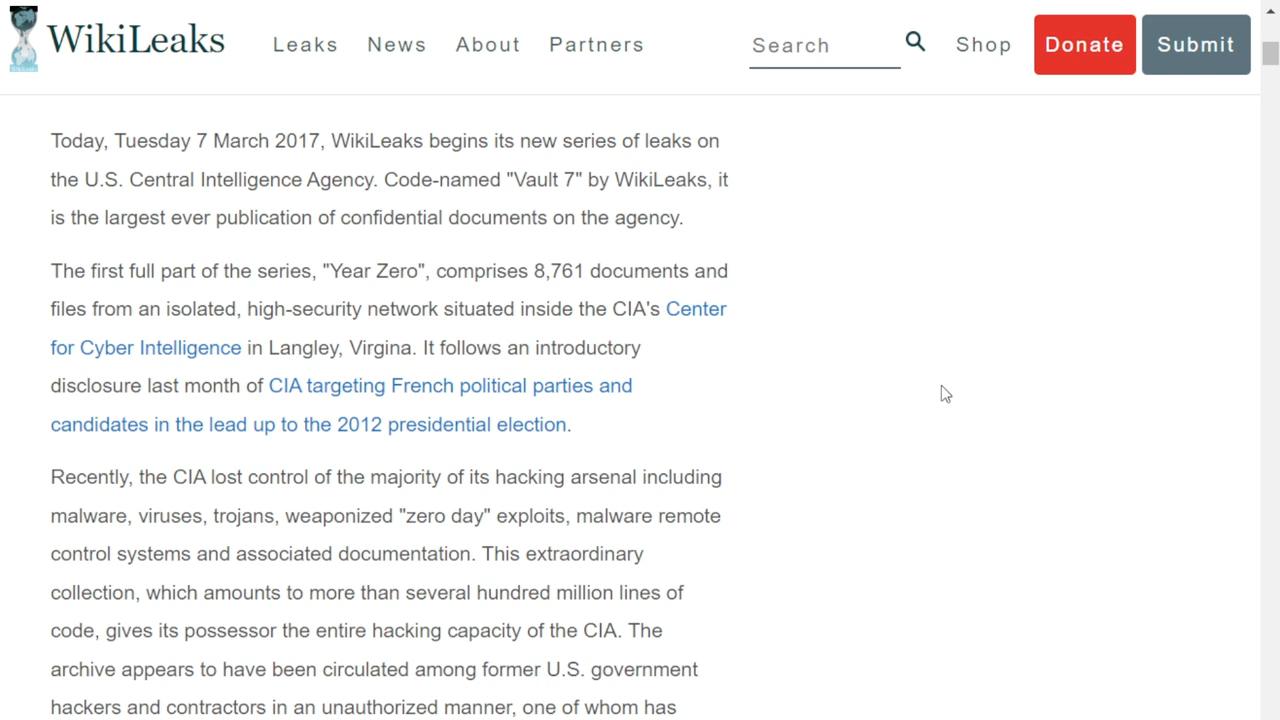 WikiLeaks
Leaks News About Partners
Search
Shop Donate Submit
Today, Tuesday 7 March 2017, WikiLeaks begins its new series of leaks on
the U.S. Central Intelligence Agency. Code-named "Vault 7" by WikiLeaks, it
is the largest ever publication of confidential documents on the agency.
The first full part of the series, "Year Zero", comprises 8,761 documents and
files from an isolated, high-security network situated inside the CIA's Center
for Cyber Intelligence in Langley, Virgina. It follows an introductory
disclosure last month of CIA targeting French political parties and
candidates in the lead up to the 2012 presidential election.
Recently, the CIA lost control of the majority of its hacking arsenal including
malware, viruses, trojans, weaponized "zero day" exploits, malware remote
control systems and associated documentation. This extraordinary
collection, which amounts to more than several hundred million lines of
code, gives its possessor the entire hacking capacity of the CIA. The
archive appears to have been circulated among former U.S. government
hackers and contractors in an unauthorized manner, one of whom has